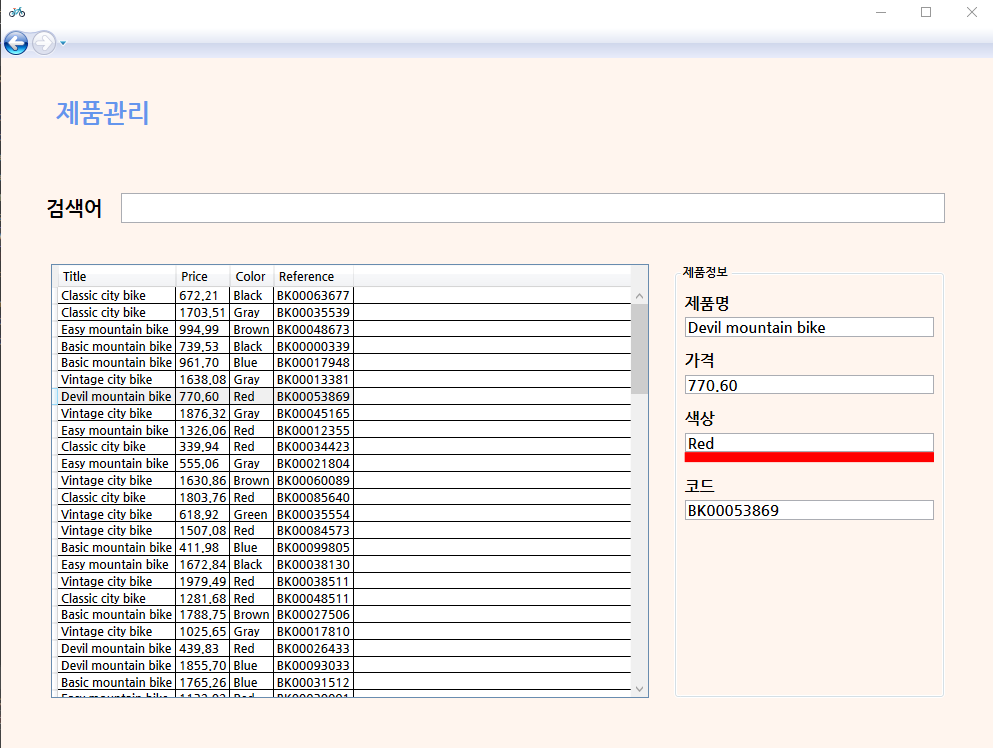 제품관리
검색어
Title Price Color Reference
Classic city bike 672,21 Black BK00063677
Classic city bike 1703,51 Gray BK00035539
Easy mountain bike 994,99 Brown BK00048673
Basic mountain bike 739,53 Black BK00000339
Basic mountain bike 961,70 Blue BK00017948
Vintage city bike 1638,08 Gray BK00013381
Devil mountain bike 770,60 Red BK00053869
Vintage city bike 1876,32 Gray BK00045165
Easy mountain bike 1326,06 Red BK00012355
Classic city bike 339,94 Red BK00034423
Easy mountain bike 555,06 Gray BK00021804
Vintage city bike 1630,86 Brown BK00060089
Classic city bike 1803,76 Red BK00085640
Vintage city bike 618,92 Green BK00035554
Vintage city bike 1507,08 Red BK00084573
Basic mountain bike 411,98 Blue BK00099805
Easy mountain bike 1672,84 Black BK00038130
Vintage city bike 1979,49 Red BK00038511
Classic city bike 1281,68 Red BK00048511
Basic mountain bike 1788,75 Brown BK00027506
Vintage city bike 1025,65 Gray BK00017810
Devil mountain bike 439,83 Red BK00026433
Devil mountain bike 1855,70 Blue BK00093033
Basic mountain bike 1765,26 Blue BK00031512
Easy mountain bike
제품정보
제품명
Devil mountain bike
가격
770,60
색상
Red
코드
BK00053869